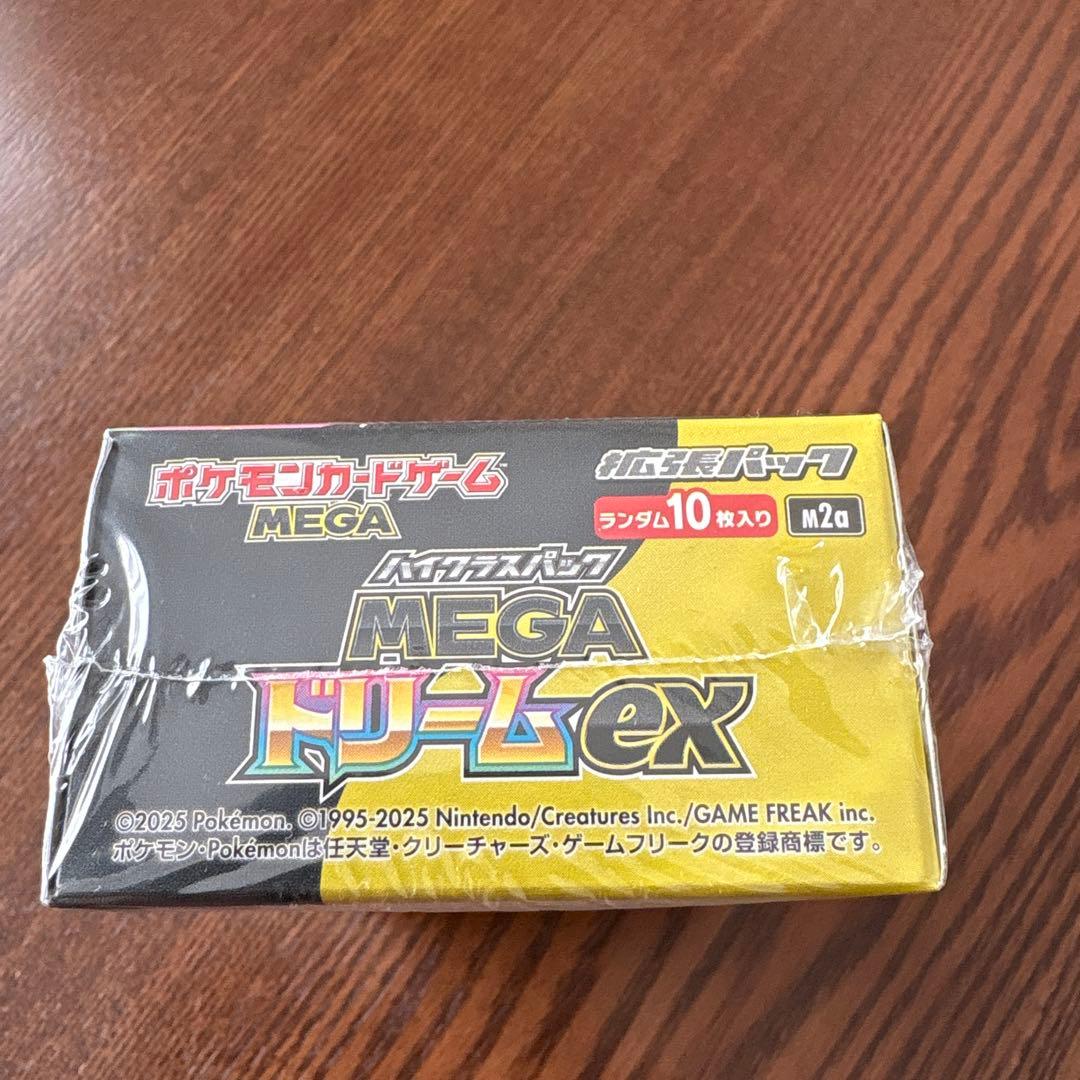 ポケモンカードゲーム™
MEGA
拡張パック
ランダム10枚入り M2a
ハイクラスパック
MEGA
ドリームex
©2025 Pokémon. ©1995-2025 Nintendo/Creatures Inc./GAME FREAK inc.
ポケモン・Pokémonは任天堂・クリーチャーズ・ゲームフリークの登録商標です。